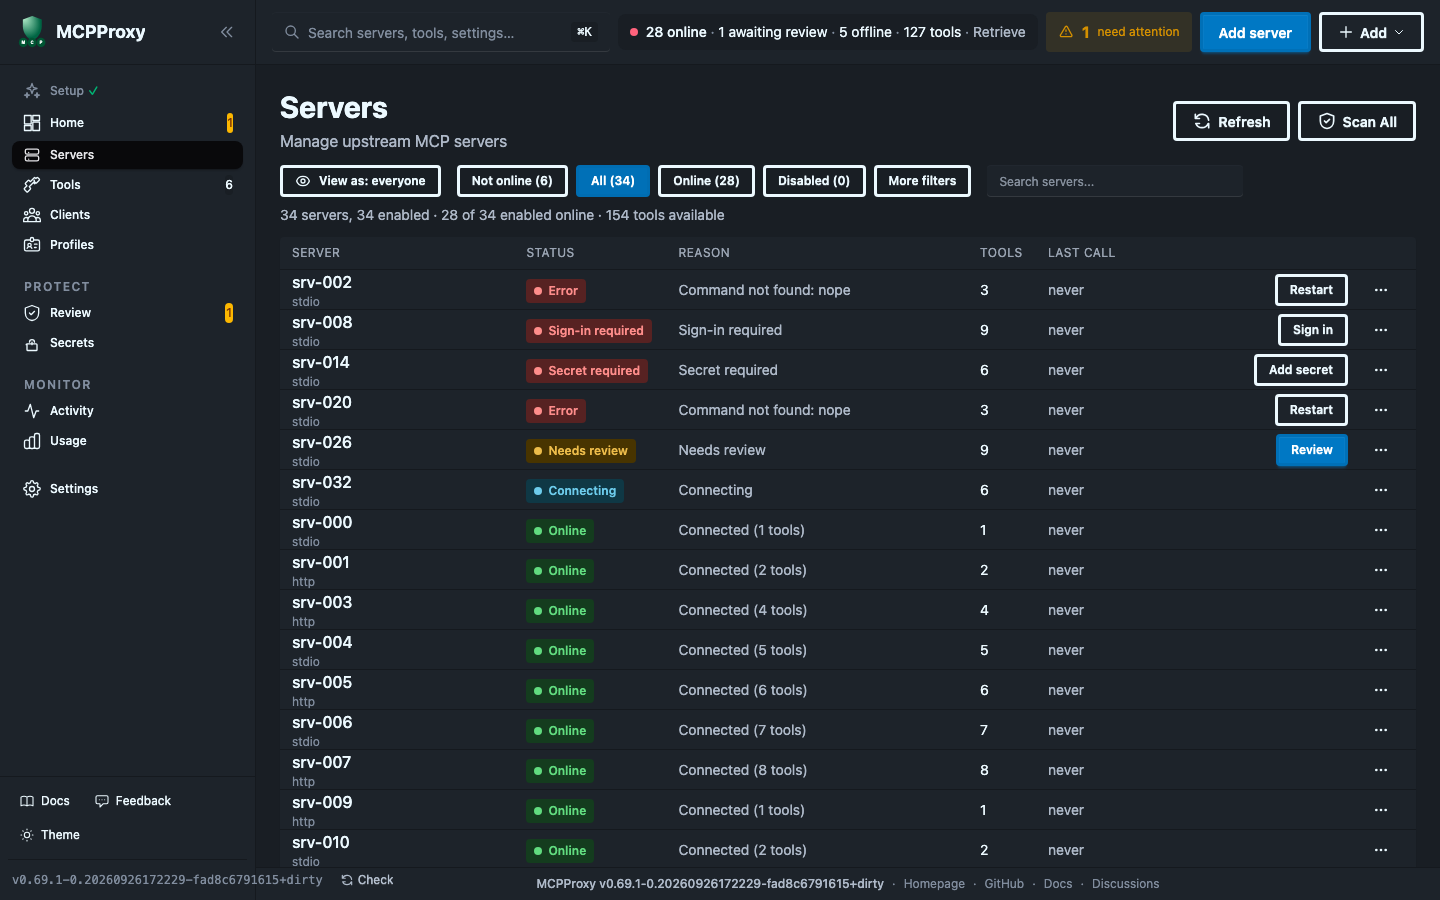 MCP
MCPProxy
Search servers, tools, settings...
⌘K
28 online · 1 awaiting review · 5 offline · 127 tools · Retrieve
1 need attention
Add server
+ Add
Setup ✓
Home
1
Servers
Tools
6
Clients
Profiles
PROTECT
Review
1
Secrets
MONITOR
Activity
Usage
Settings
Docs
Feedback
Theme
v0.69.1-0.20260926172229-fad8c6791615+dirty
Check
Servers
Manage upstream MCP servers
Refresh
Scan All
View as: everyone
Not online (6)
All (34)
Online (28)
Disabled (0)
More filters
Search servers...
34 servers, 34 enabled · 28 of 34 enabled online · 154 tools available
SERVER STATUS REASON TOOLS LAST CALL
srv-002
stdio
Error Command not found: nope 3 never Restart ···
srv-008
stdio
Sign-in required Sign-in required 9 never Sign in ···
srv-014
stdio
Secret required Secret required 6 never Add secret ···
srv-020
stdio
Error Command not found: nope 3 never Restart ···
srv-026
stdio
Needs review Needs review 9 never Review ···
srv-032
stdio
Connecting Connecting 6 never ···
srv-000
stdio
Online Connected (1 tools) 1 never ···
srv-001
http
Online Connected (2 tools) 2 never ···
srv-003
http
Online Connected (4 tools) 4 never ···
srv-004
stdio
Online Connected (5 tools) 5 never ···
srv-005
http
Online Connected (6 tools) 6 never ···
srv-006
stdio
Online Connected (7 tools) 7 never ···
srv-007
http
Online Connected (8 tools) 8 never ···
srv-009
http
Online Connected (1 tools) 1 never ···
srv-010
stdio
Online Connected (2 tools) 2 never ···
MCPProxy v0.69.1-0.20260926172229-fad8c6791615+dirty · Homepage · GitHub · Docs · Discussions